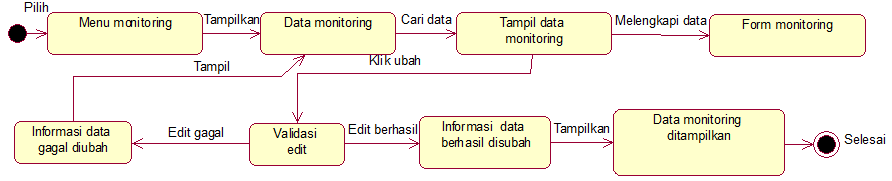 Pilih
Menu monitoring
Tampilkan
Data monitoring
Cari data
Tampil data
monitoring
Melengkapi data
Form monitoring
Tampil
Klik ubah
Informasi data
gagal diubah
Edit gagal
Validasi
edit
Edit berhasil
Informasi data
berhasil disubah
Tampilkan
Data monitoring
ditampilkan
Selesai